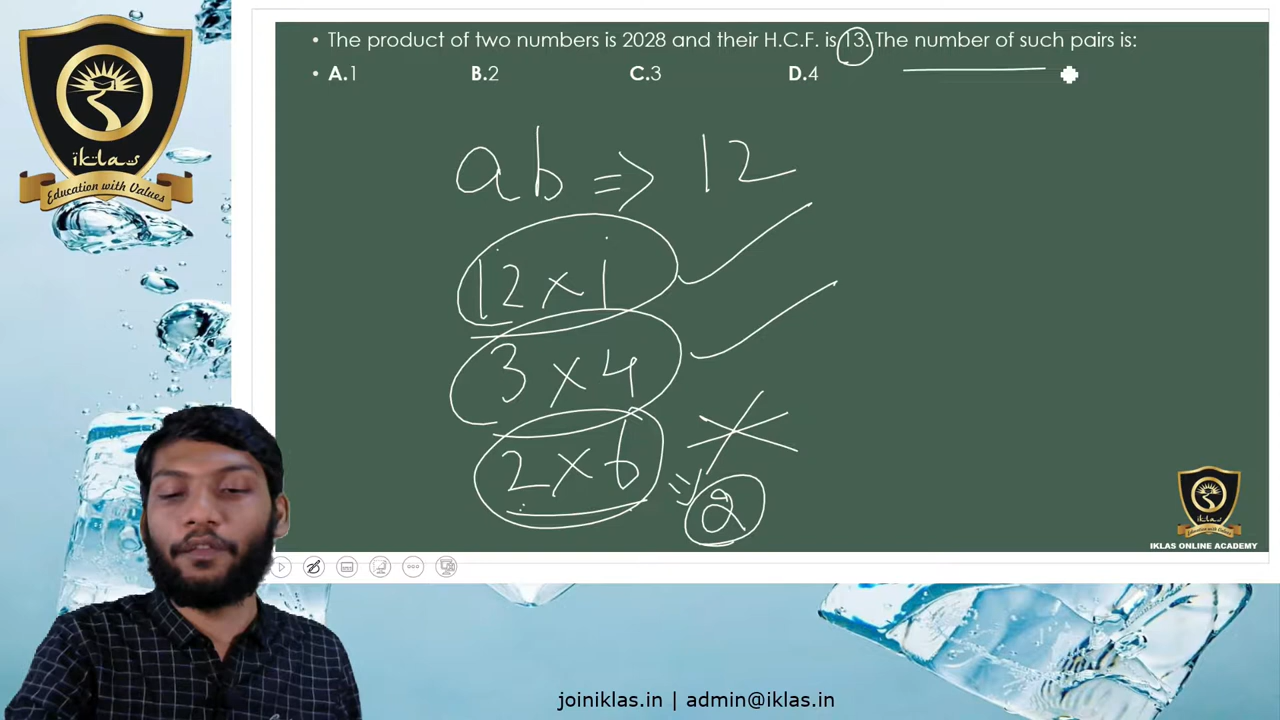 • The product of two numbers is 2028 and their H.C.F. is 13. The number of such pairs is:
• A.1 B.2 C.3 D.4
ab => 12
12 x 1
3 x 4
2 x 6 => 2
iklas
Education with Values
IKLAS ONLINE ACADEMY
joiniklas.in | admin@iklas.in